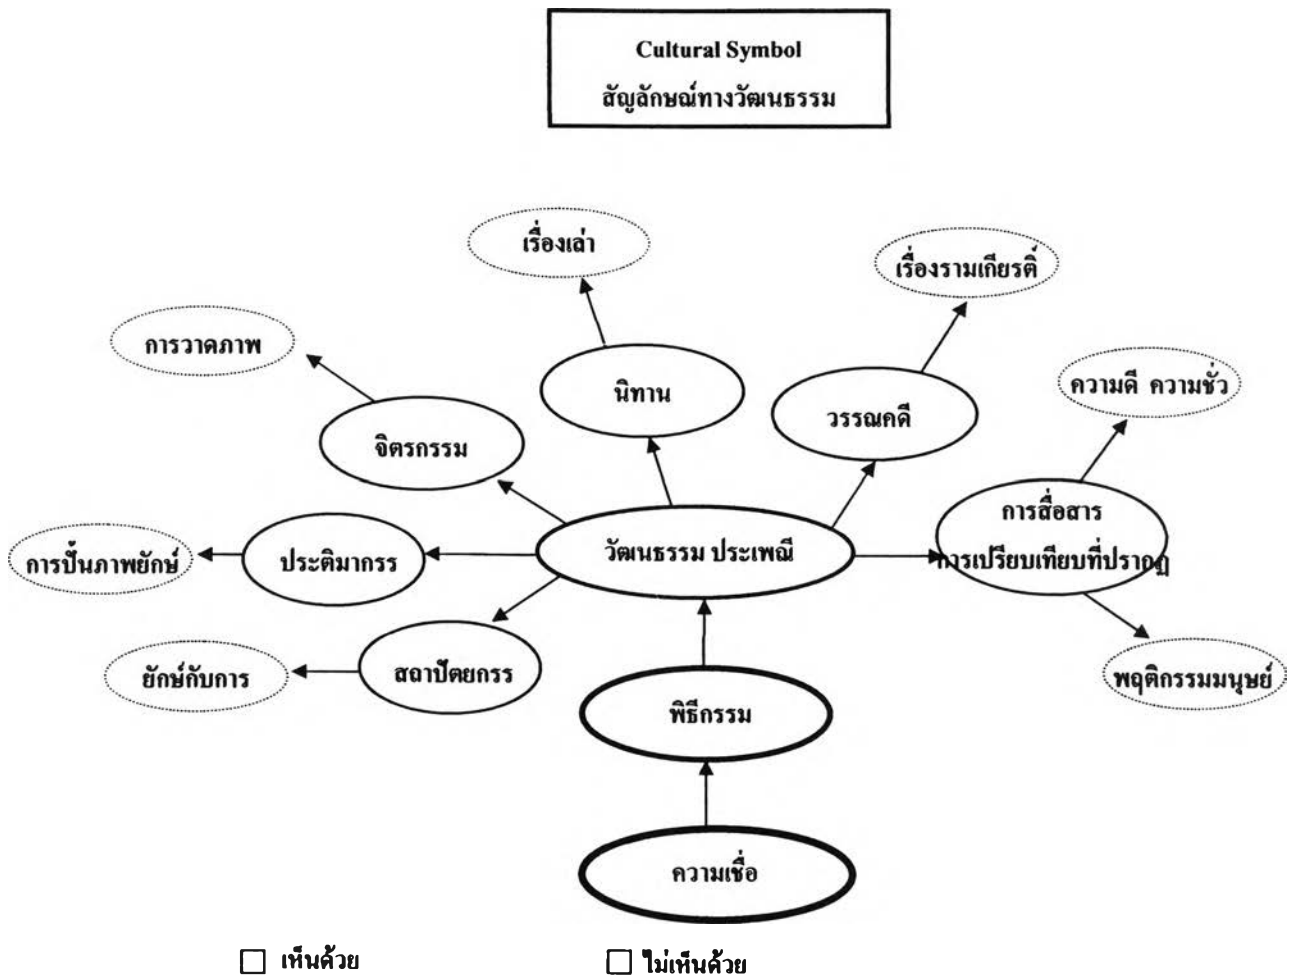 Cultural Symbol
สัญลักษณ์ทางวัฒนธรรม
เรื่องเล่า
เรื่องรามเกียรติ์
การวาดภาพ
นิทาน
ความดี ความชั่ว
วรรณคดี
จิตรกรรม
การสื่อสาร
การเปรียบเทียบที่ปรากฏ
การปั้นภาพยักษ์
ประติมากรร
วัฒนธรรม ประเพณี
ยักษ์กับการ
สถาปัตยกรร
พฤติกรรมมนุษย์
พิธีกรรม
ความเชื่อ
เห็นด้วย
ไม่เห็นด้วย